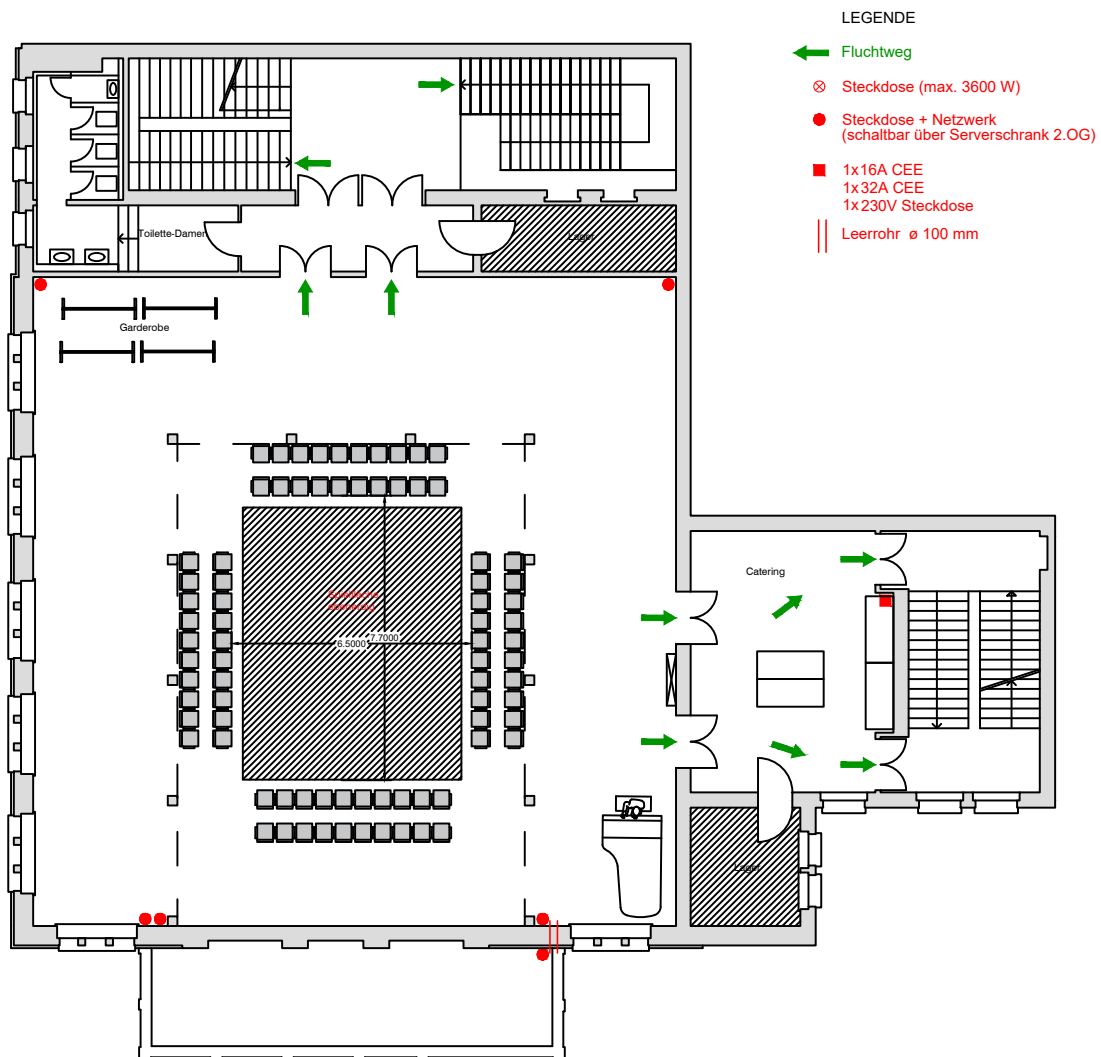 LEGENDE
Fluchtweg
Steckdose (max. 3600 W)
Steckdose + Netzwerk
(schaltbar über Serverschrank 2.OG)
1x16A CEE
1x32A CEE
1x230V Steckdose
Leerrohr ø 100 mm
Toilette-Damen
Lager
Garderobe
Catering
6.5000
7.7000
Lager